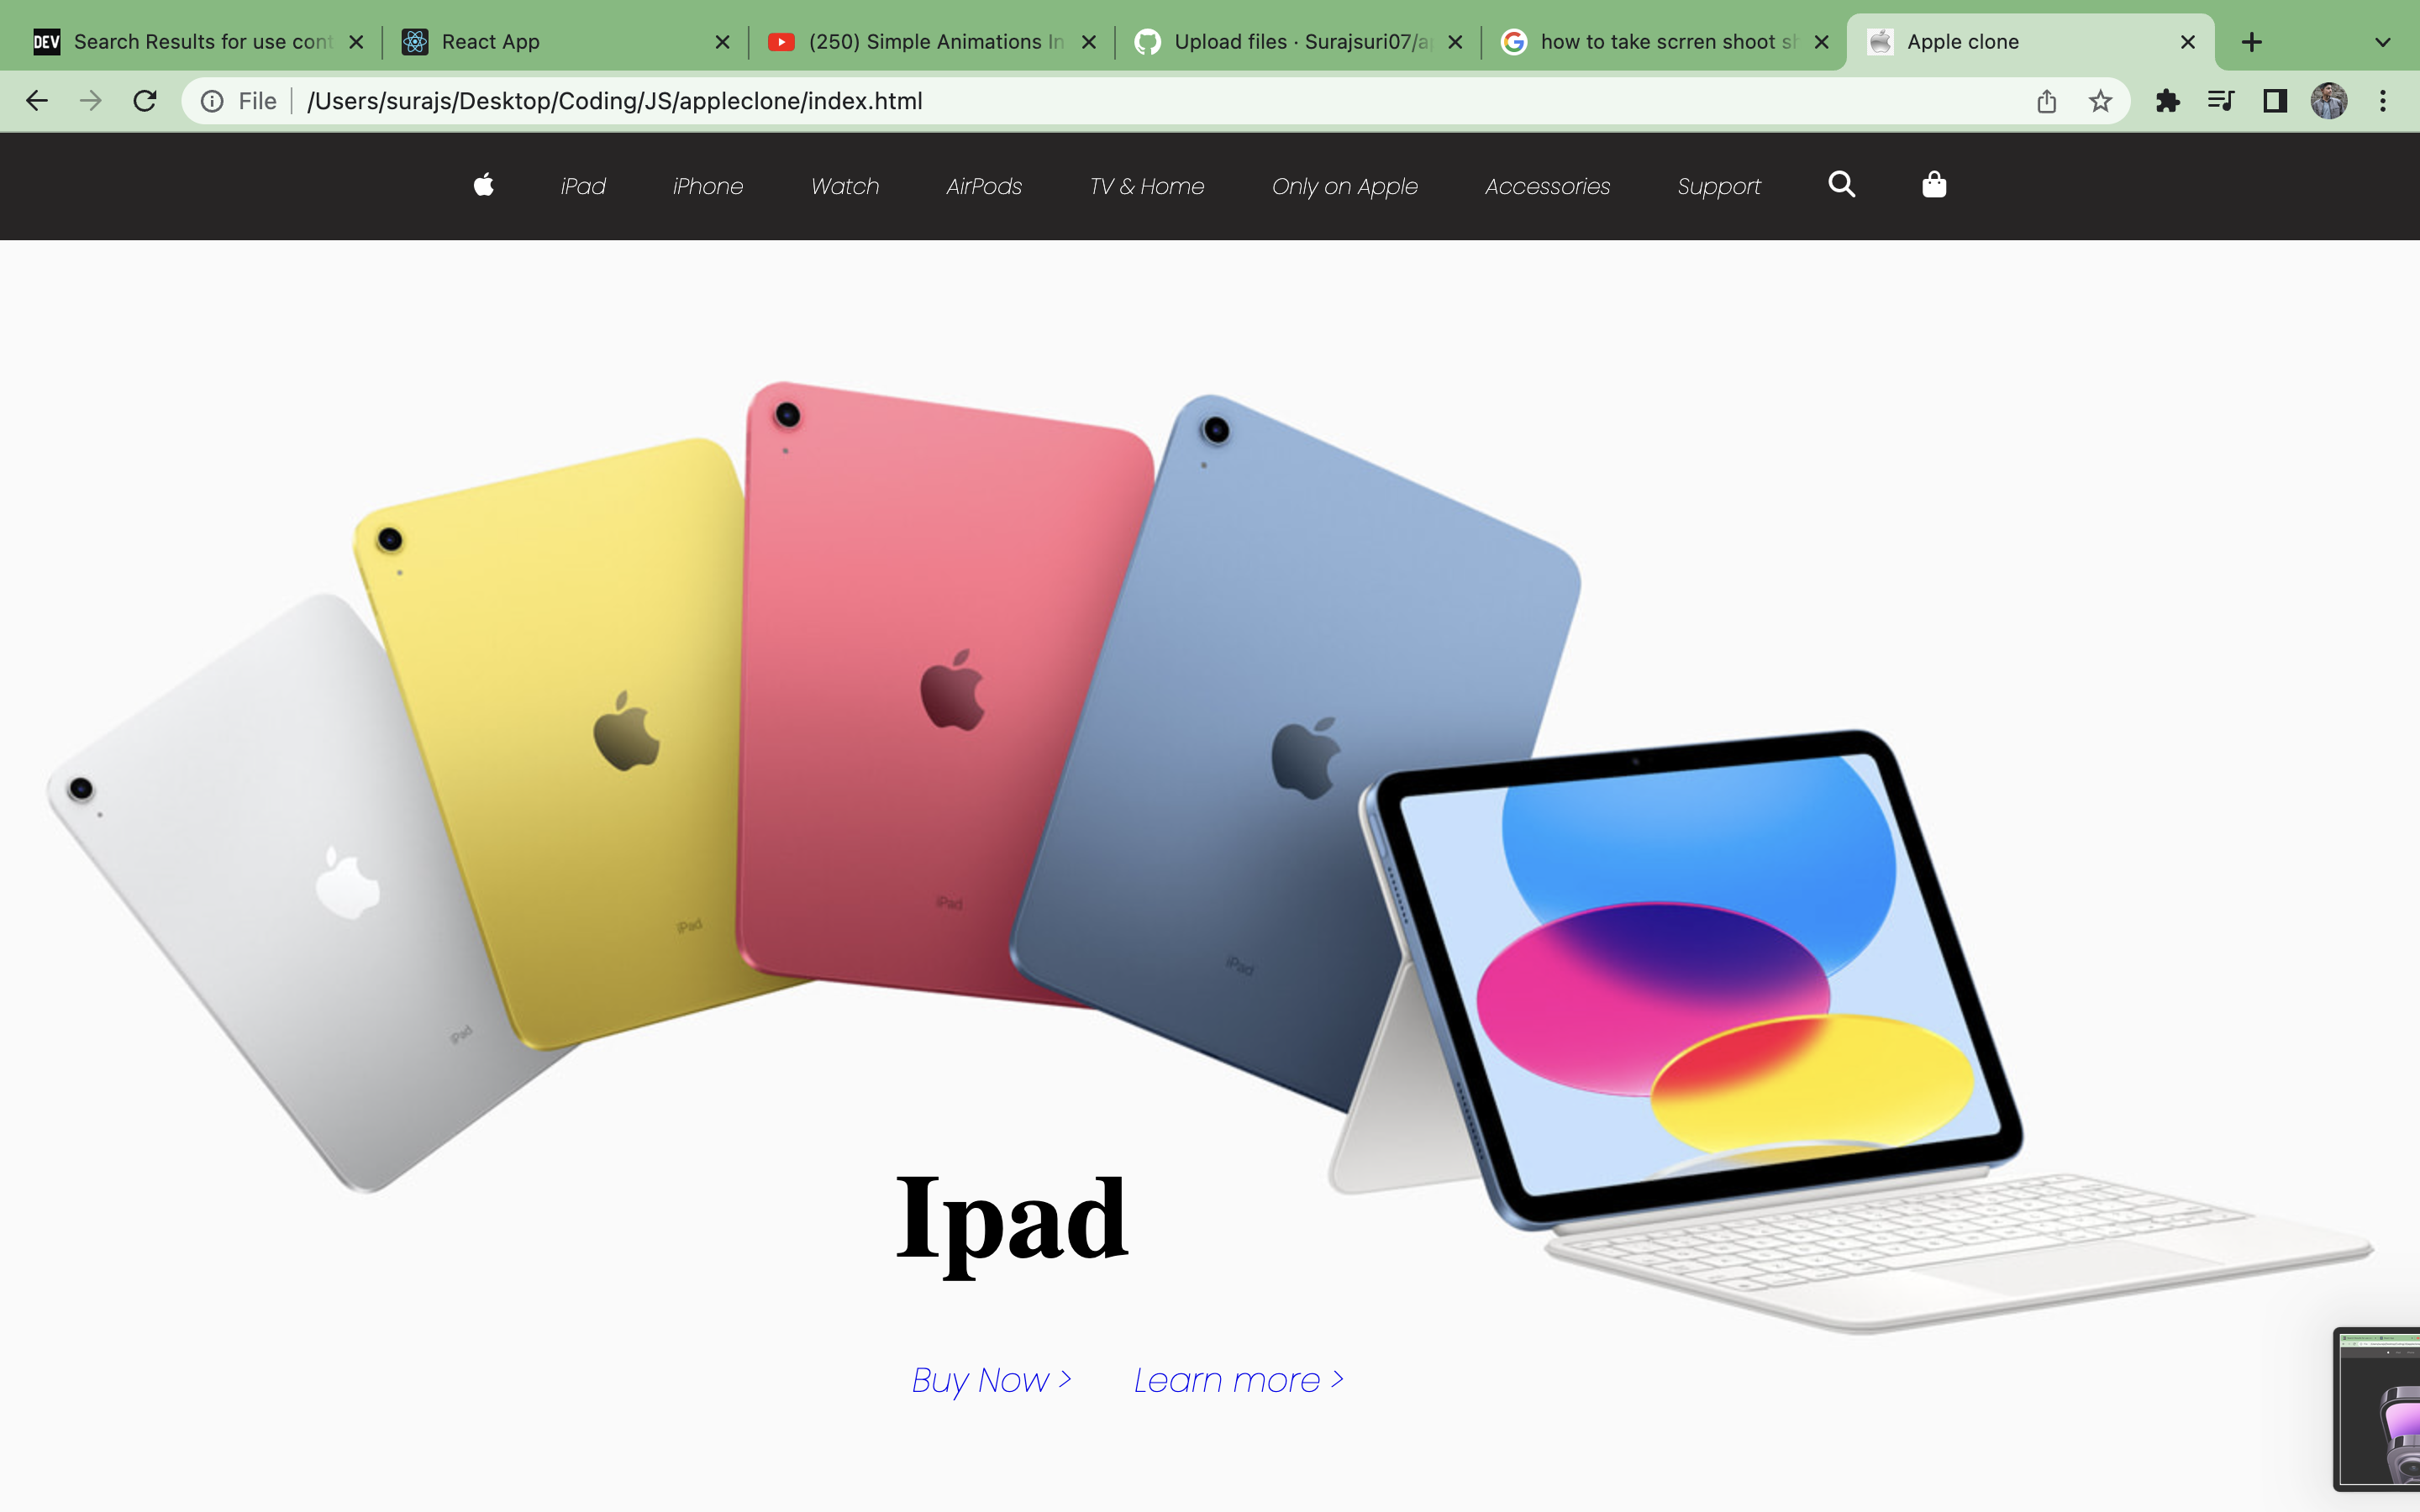 DEV Search Results for use cont
React App
(250) Simple Animations In
Upload files · Surajsuri07/a
how to take scrren shoot s
Apple clone
File /Users/surajs/Desktop/Coding/JS/appleclone/index.html
iPad iPhone Watch AirPods TV & Home Only on Apple Accessories Support
iPad
iPad
iPad
iPad
Ipad
Buy Now > Learn more >